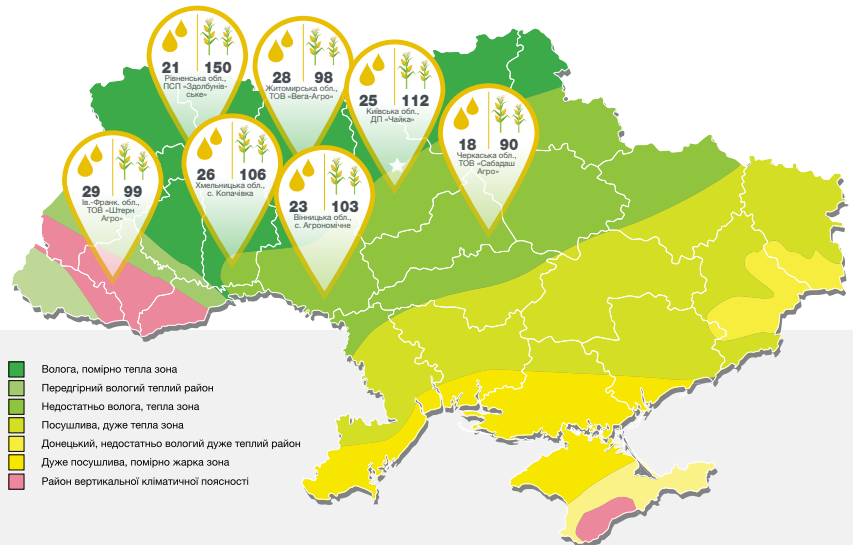 21 150
Рівненська обл.,
ПСП «Здолбунів-
ське»
28 98
Житомирська обл.,
ТОВ «Вега-Агро»
25 112
Київська обл.,
ДП «Чайка»
18 90
Черкаська обл.,
ТОВ «Сабадаш
Агро»
29 99
Ів.-Франк. обл.,
ТОВ «Штерн
Агро»
26 106
Хмельницька обл.,
с. Копачівка
23 103
Вінницька обл.,
с. Агрономічне
Волога, помірно тепла зона
Передгірний вологий теплий район
Недостатньо волога, тепла зона
Посушлива, дуже тепла зона
Донецький, недостатньо вологий дуже теплий район
Дуже посушлива, помірно жарка зона
Район вертикальної кліматичної поясності